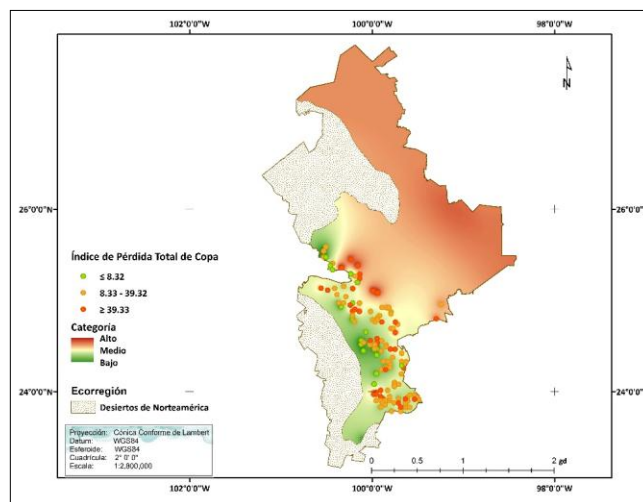 102°0'0"W 100°0'0"W 98°0'0"W
N
26°0'0"N 26°0'0"N
Índice de Pérdida Total de Copa
≤ 8.32
8.33 - 39.32
≥ 39.33
Categoría
Alto
Medio
Bajo
Ecorregión
Desiertos de Norteamérica
24°0'0"N 24°0'0"N
Proyección: Cónica Conforme de Lambert
Datum: WGS84
Esferoide: WGS84
Cuadrícula: 2° 0' 0"
Escala: 1:2,800,000
0 0.5 1 2 gd
102°0'0"W 100°0'0"W 98°0'0"W